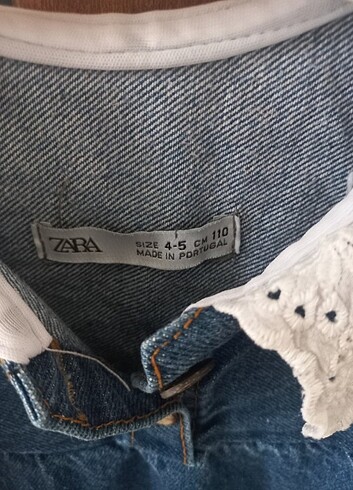 ZARA
SIZE 4-5 CM 110
MADE IN PORTUGAL